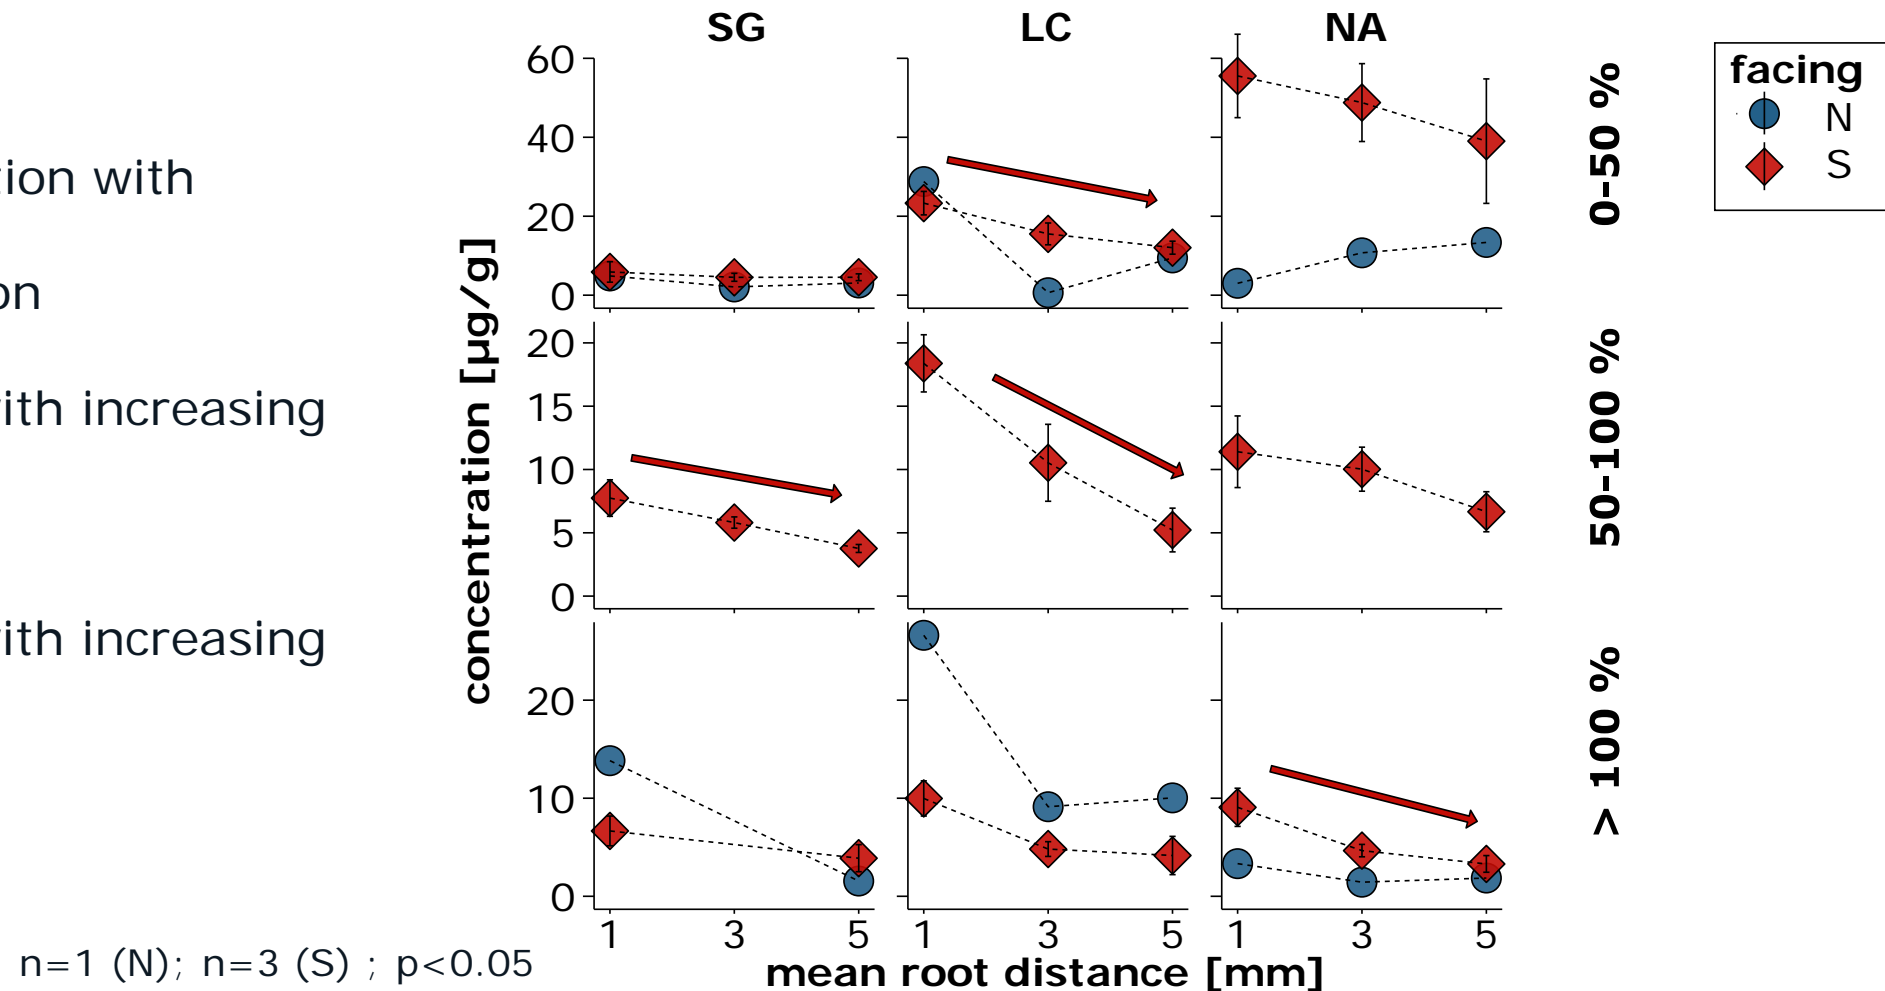 tion with
on
ith increasing
ith increasing
n=1 (N); n=3 (S) ; p<0.05
SG
LC
NA
concentration [µg/g]
60
40
20
0
20
15
10
5
0
20
10
0
1
3
5
1
3
5
1
3
5
mean root distance [mm]
0-50 %
50-100 %
> 100 %
facing
N
S